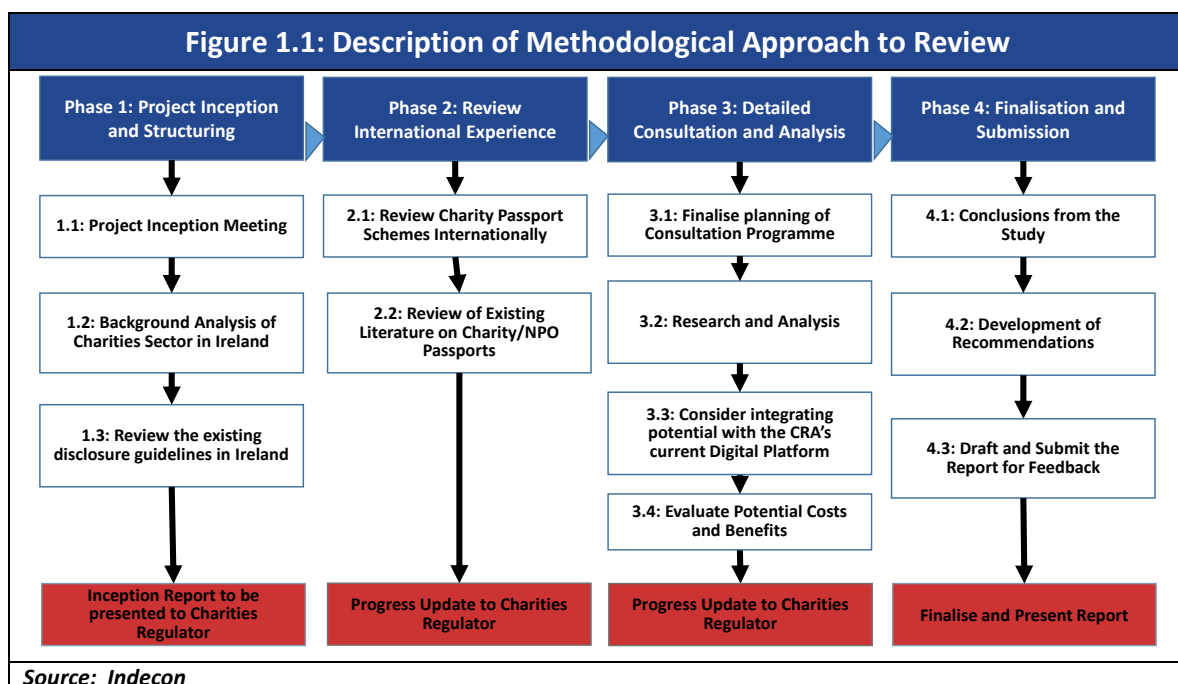 Figure 1.1: Description of Methodological Approach to Review
Phase 1: Project Inception
and Structuring
1.1: Project Inception Meeting
1.2: Background Analysis of
Charities Sector in Ireland
1.3: Review the existing
disclosure guidelines in Ireland
Inception Report to be
presented to Charities
Regulator
Phase 2: Review
International Experience
2.1: Review Charity Passport
Schemes Internationally
2.2: Review of Existing
Literature on Charity/NPO
Passports
Progress Update to Charities
Regulator
Phase 3: Detailed
Consultation and Analysis
3.1: Finalise planning of
Consultation Programme
3.2: Research and Analysis
3.3: Consider integrating
potential with the CRA’s
current Digital Platform
3.4: Evaluate Potential Costs
and Benefits
Progress Update to Charities
Regulator
Phase 4: Finalisation and
Submission
4.1: Conclusions from the
Study
4.2: Development of
Recommendations
4.3: Draft and Submit the
Report for Feedback
Finalise and Present Report
Source: Indecon